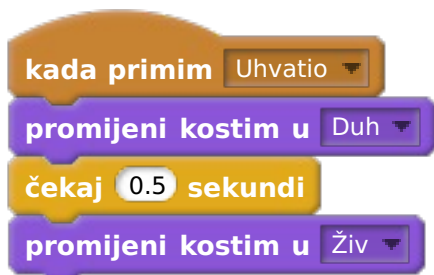 kada primim Uhvatio
promijeni kostim u Duh
čekaj 0.5 sekundi
promijeni kostim u Živ